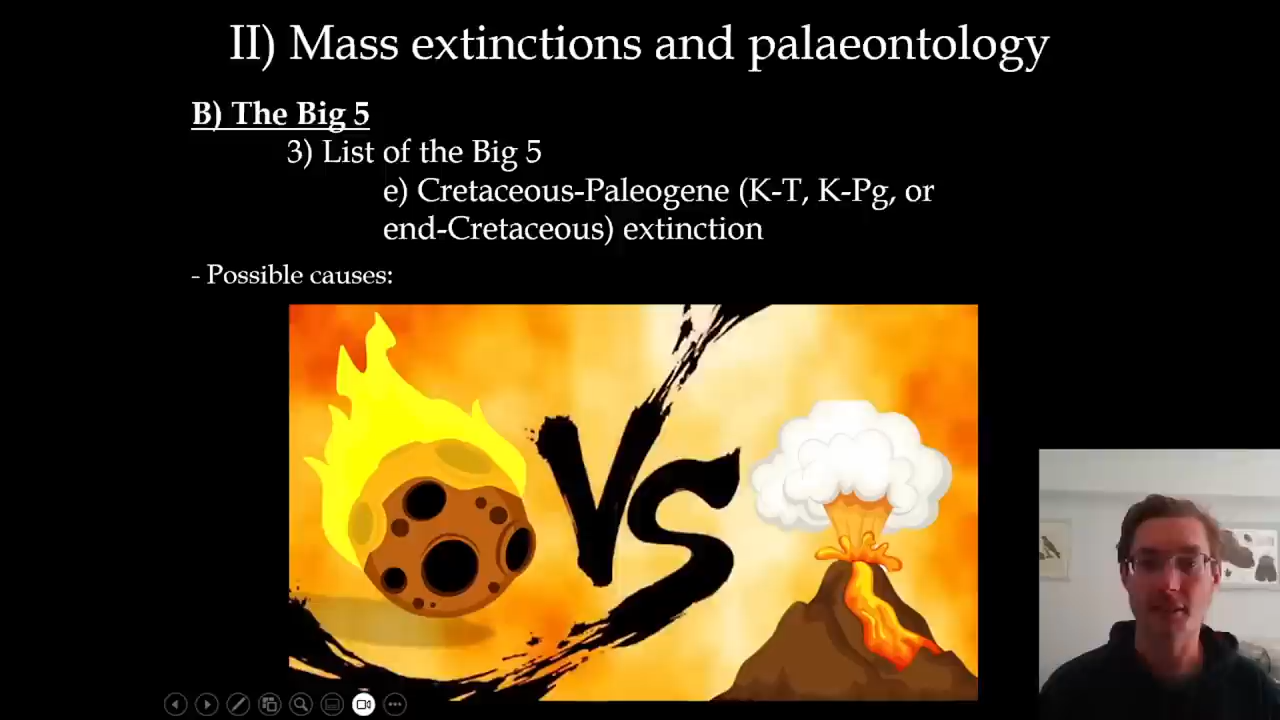 II) Mass extinctions and palaeontology
B) The Big 5
3) List of the Big 5
e) Cretaceous-Paleogene (K-T, K-Pg, or
end-Cretaceous) extinction
- Possible causes:
VS